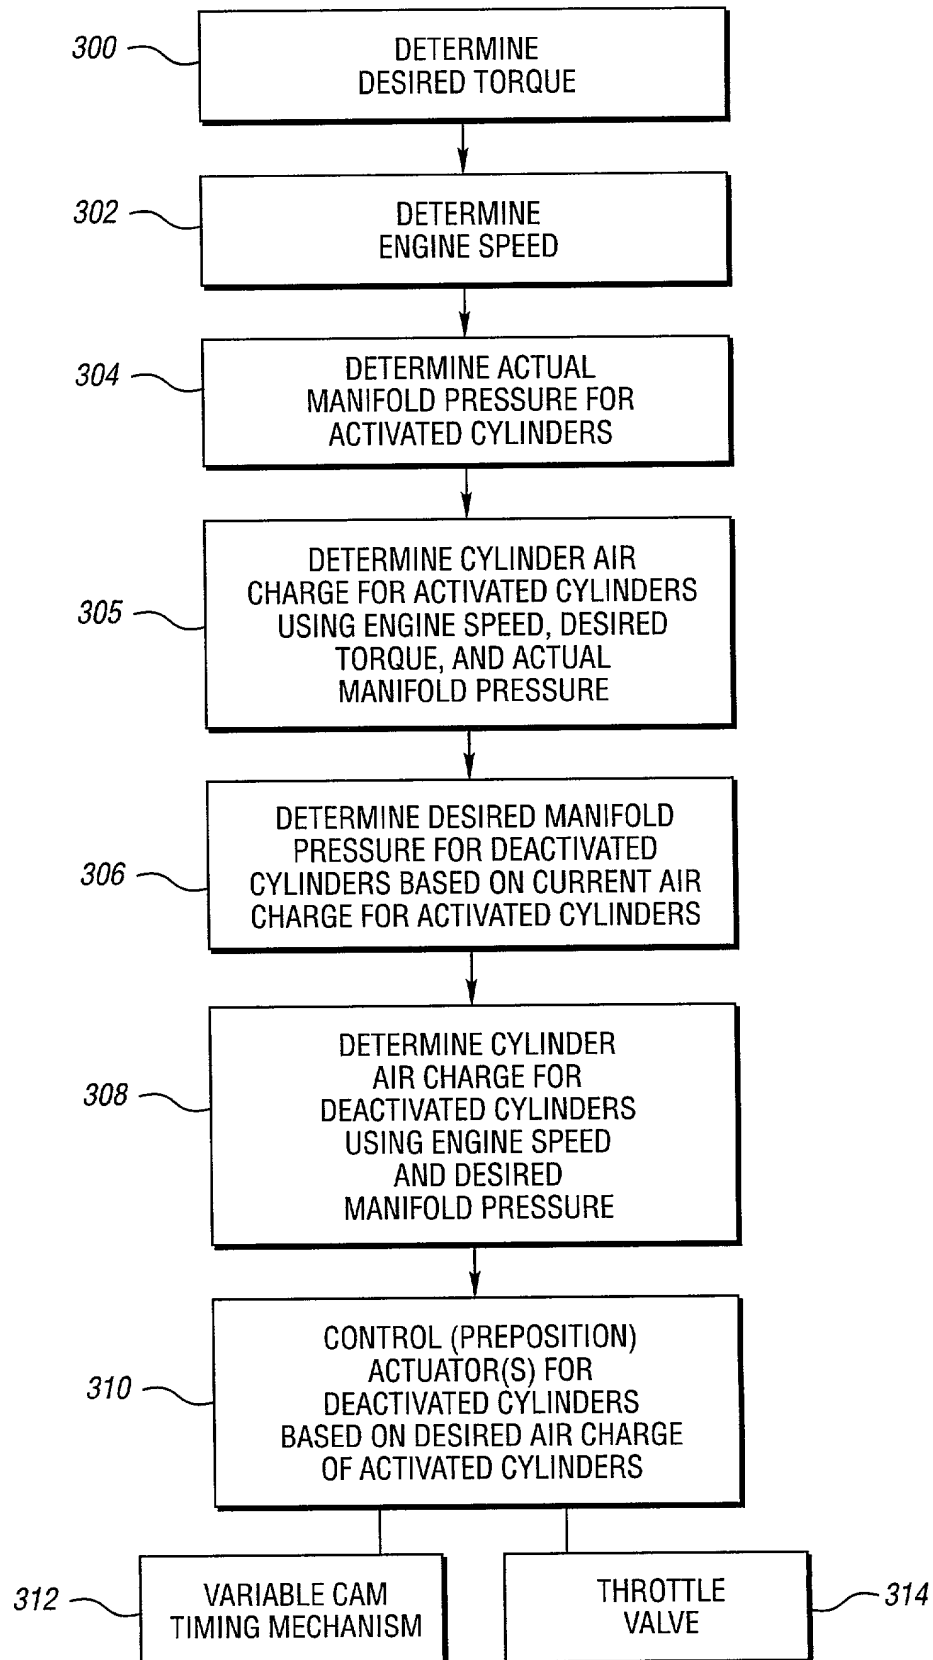 300
DETERMINE
DESIRED TORQUE
302
DETERMINE
ENGINE SPEED
304
DETERMINE ACTUAL
MANIFOLD PRESSURE FOR
ACTIVATED CYLINDERS
305
DETERMINE CYLINDER AIR
CHARGE FOR ACTIVATED CYLINDERS
USING ENGINE SPEED, DESIRED
TORQUE, AND ACTUAL
MANIFOLD PRESSURE
306
DETERMINE DESIRED MANIFOLD
PRESSURE FOR DEACTIVATED
CYLINDERS BASED ON CURRENT AIR
CHARGE FOR ACTIVATED CYLINDERS
308
DETERMINE CYLINDER
AIR CHARGE FOR
DEACTIVATED CYLINDERS
USING ENGINE SPEED
AND DESIRED
MANIFOLD PRESSURE
310
CONTROL (PREPOSITION)
ACTUATOR(S) FOR
DEACTIVATED CYLINDERS
BASED ON DESIRED AIR CHARGE
OF ACTIVATED CYLINDERS
312
VARIABLE CAM
TIMING MECHANISM
THROTTLE
VALVE
314